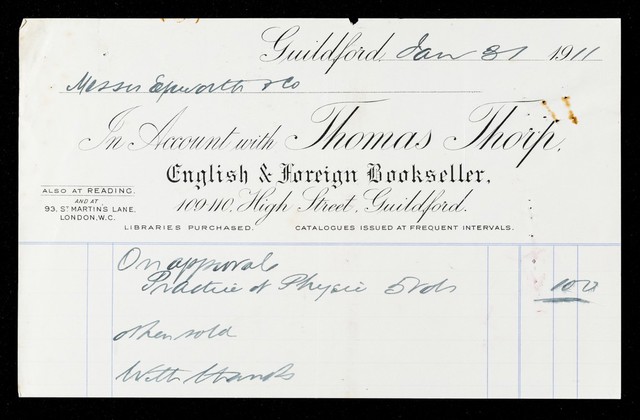 Guildford, Jan 31 1911
Messrs Epworth & Co
In Account with Thomas Thorp,
English & Foreign Bookseller,
109-110, High Street, Guildford.
ALSO AT READING.
AND AT
93, ST MARTINS LANE,
LONDON, W.C.
LIBRARIES PURCHASED. CATALOGUES ISSUED AT FREQUENT INTERVALS.
On approval
Practice of Physic 5 vols
when sold
With thanks